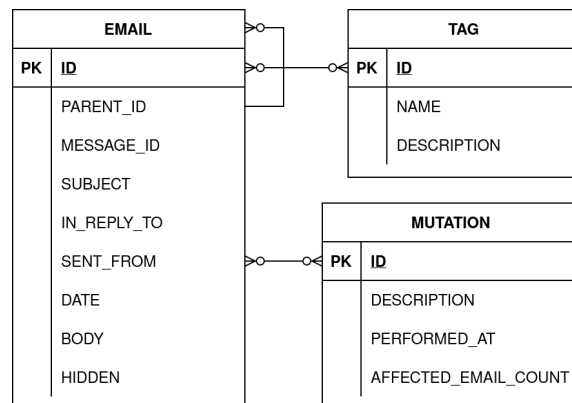 EMAIL
PK ID
PARENT_ID
MESSAGE_ID
SUBJECT
IN_REPLY_TO
SENT_FROM
DATE
BODY
HIDDEN
TAG
PK ID
NAME
DESCRIPTION
MUTATION
PK ID
DESCRIPTION
PERFORMED_AT
AFFECTED_EMAIL_COUNT